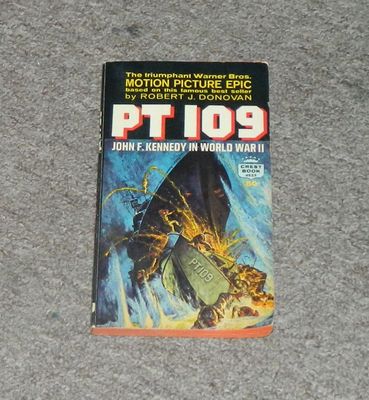 The triumphant Warner Bros.
MOTION PICTURE EPIC
based on this famous best seller
by ROBERT J. DONOVAN
PT 109
JOHN F. KENNEDY IN WORLD WAR II
CREST
BOOK
PT109